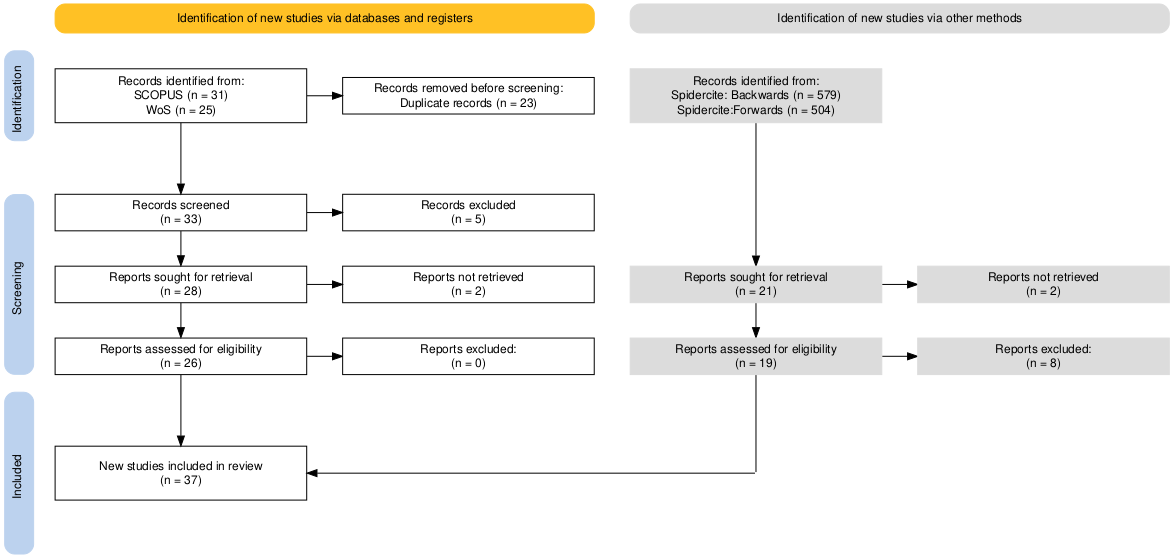 Identification of new studies via databases and registers
Identification of new studies via other methods
Identification
Records identified from:
SCOPUS (n = 31)
WoS (n = 25)
Records removed before screening:
Duplicate records (n = 23)
Records identified from:
Spidercite: Backwards (n = 579)
Spidercite:Forwards (n = 504)
Screening
Records screened
(n = 33)
Records excluded
(n = 5)
Reports sought for retrieval
(n = 28)
Reports not retrieved
(n = 2)
Reports sought for retrieval
(n = 21)
Reports not retrieved
(n = 2)
Reports assessed for eligibility
(n = 26)
Reports excluded:
(n = 0)
Reports assessed for eligibility
(n = 19)
Reports excluded:
(n = 8)
Included
New studies included in review
(n = 37)